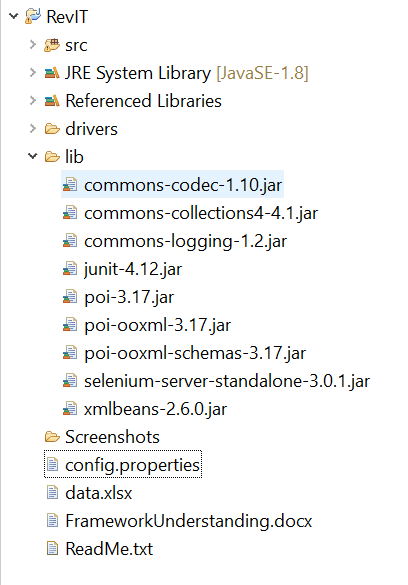 RevIT
src
JRE System Library [JavaSE-1.8]
Referenced Libraries
drivers
lib
commons-codec-1.10.jar
commons-collections4-4.1.jar
commons-logging-1.2.jar
junit-4.12.jar
poi-3.17.jar
poi-ooxml-3.17.jar
poi-ooxml-schemas-3.17.jar
selenium-server-standalone-3.0.1.jar
xmlbeans-2.6.0.jar
Screenshots
config.properties
data.xlsx
FrameworkUnderstanding.docx
ReadMe.txt